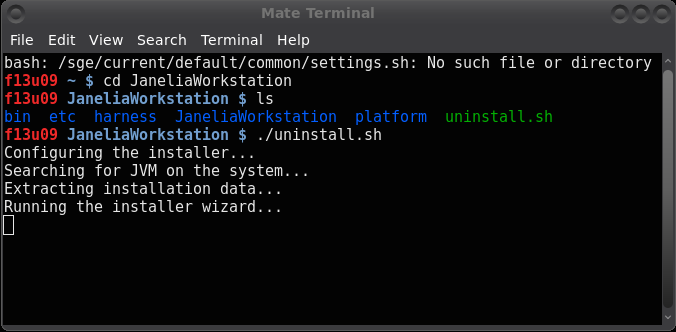 Mate Terminal
File Edit View Search Terminal Help
bash: /sge/current/default/common/settings.sh: No such file or directory
f13u09 ~ $ cd JaneliaWorkstation
f13u09 JaneliaWorkstation $ ls
bin etc harness JaneliaWorkstation platform uninstall.sh
f13u09 JaneliaWorkstation $ ./uninstall.sh
Configuring the installer...
Searching for JVM on the system...
Extracting installation data...
Running the installer wizard...